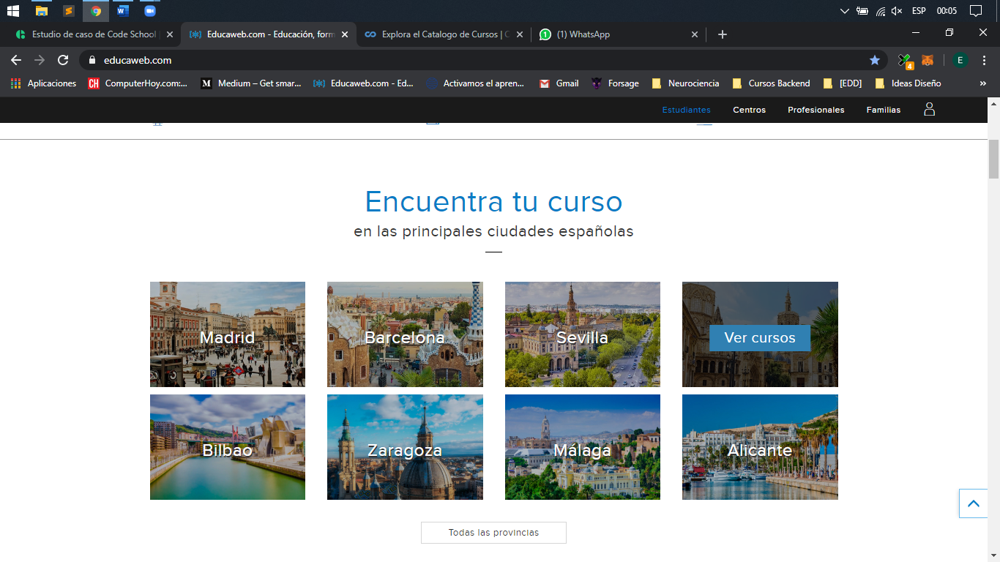 ESP
00:05
Estudio de caso de Code School
Educaweb.com - Educación, form
Explora el Catalogo de Cursos | C
(1) WhatsApp
educaweb.com
4
E
Aplicaciones
CH
ComputerHoy.com:...
Medium – Get smar...
Educaweb.com - Ed...
Activamos el apren...
Gmail
Forsage
Neurociencia
Cursos Backend
[EDD]
Ideas Diseño
»
Estudiantes
Centros
Profesionales
Familias
Encuentra tu curso
en las principales ciudades españolas
Madrid
Barcelona
Sevilla
Ver cursos
Bilbao
Zaragoza
Málaga
Alicante
Todas las provincias